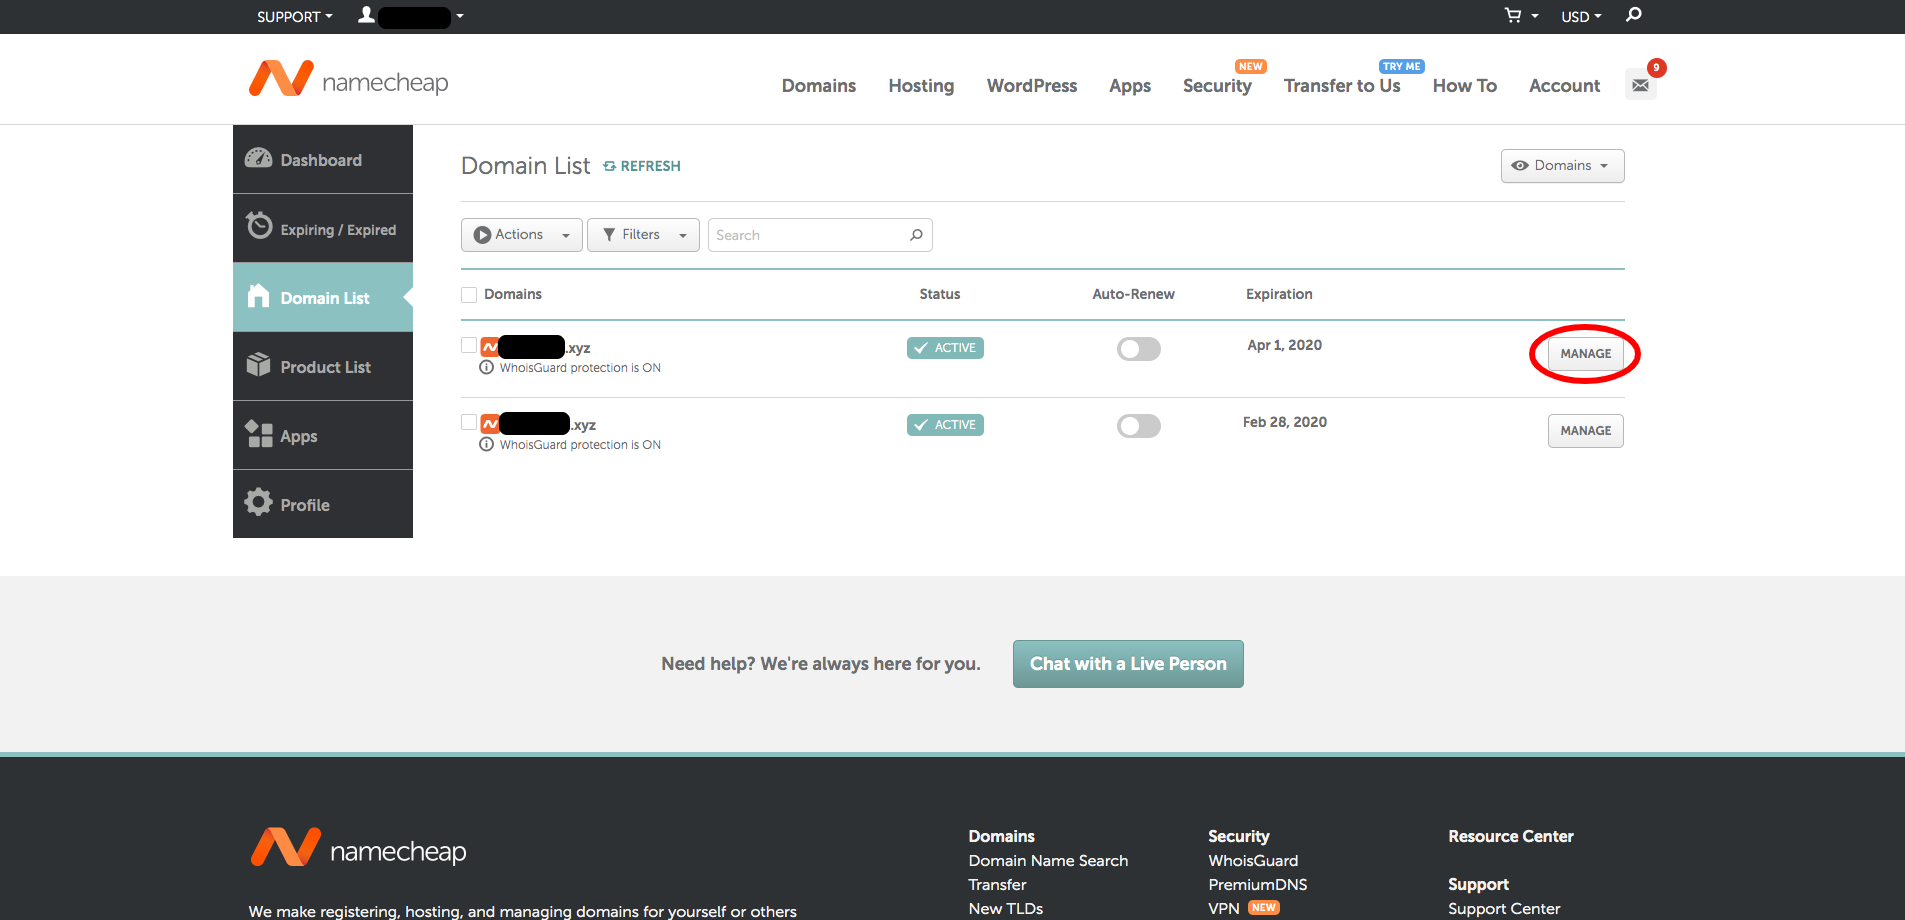 SUPPORT
USD
namecheap
Domains Hosting WordPress Apps Security NEW Transfer to Us TRY ME How To Account 9
Dashboard
Expiring / Expired
Domain List
Product List
Apps
Profile
Domain List REFRESH
Domains
Actions Filters Search
Domains Status Auto-Renew Expiration
.xyz ACTIVE Apr 1, 2020 MANAGE
WhoisGuard protection is ON
.xyz ACTIVE Feb 28, 2020 MANAGE
WhoisGuard protection is ON
Need help? We're always here for you. Chat with a Live Person
namecheap
We make registering, hosting, and managing domains for yourself or others
Domains
Domain Name Search
Transfer
New TLDs
Security
WhoisGuard
PremiumDNS
VPN NEW
Resource Center
Support
Support Center